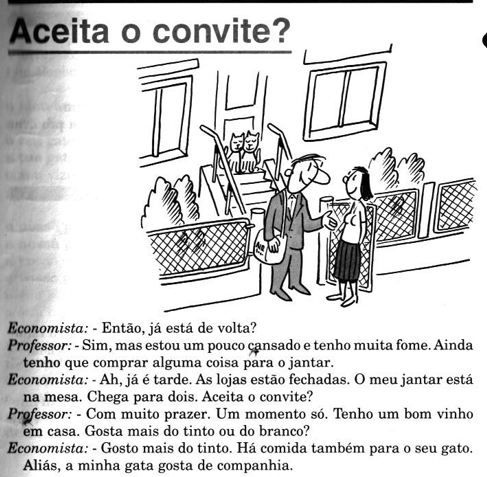 Aceita o convite?
Economista: - Então, já está de volta?
Professor: - Sim, mas estou um pouco cansado e tenho muita fome. Ainda
tenho que comprar alguma coisa para o jantar.
Economista: - Ah, já é tarde. As lojas estão fechadas. O meu jantar está
na mesa. Chega para dois. Aceita o convite?
Professor: - Com muito prazer. Um momento só. Tenho um bom vinho
em casa. Gosta mais do tinto ou do branco?
Economista: - Gosto mais do tinto. Há comida também para o seu gato.
Aliás, a minha gata gosta de companhia.